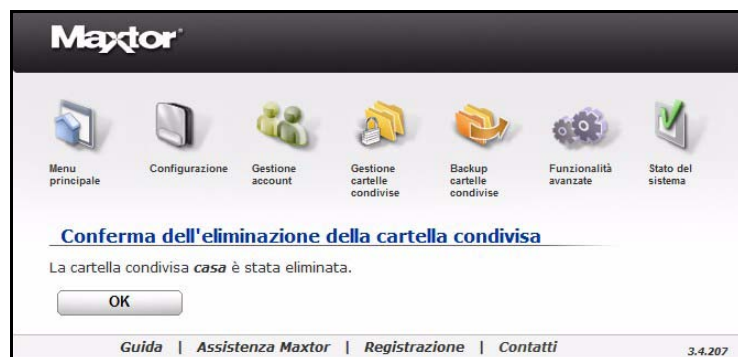 Maxtor
Menu principale
Configurazione
Gestione account
Gestione cartelle condivise
Backup cartelle condivise
Funzionalità avanzate
Stato del sistema
Conferma dell'eliminazione della cartella condivisa
La cartella condivisa casa è stata eliminata.
OK
Guida | Assistenza Maxtor | Registrazione | Contatti
3.4.207